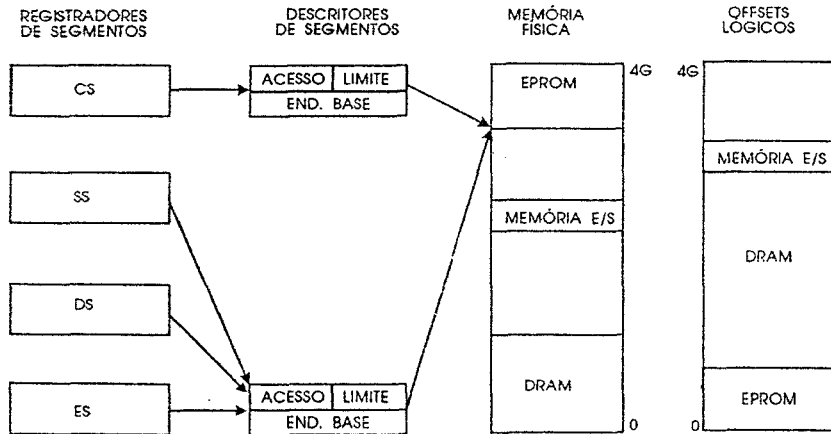 REGISTRADORES
DE SEGMENTOS
DESCRITORES
DE SEGMENTOS
MEMÓRIA
FÍSICA
OFFSETS
LÓGICOS
CS
SS
DS
ES
ACESSO
LIMITE
END. BASE
ACESSO
LIMITE
END. BASE
4G
EPROM
MEMÓRIA E/S
DRAM
0
4G
MEMÓRIA E/S
DRAM
EPROM
0